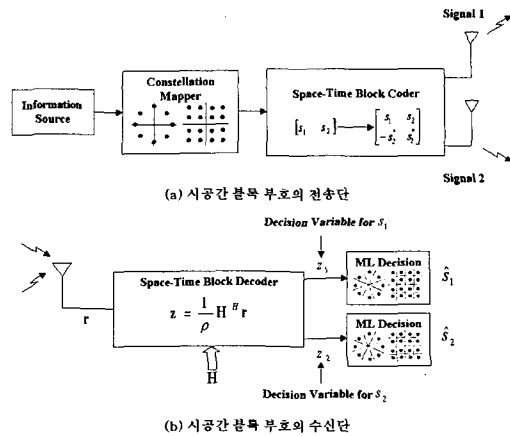 Signal 1
Constellation
Mapper
Information
Source
Space-Time Block Coder
[s₁ s₂] → [s₁ s₂ -s₂* s₁*]
Signal 2
(a) 시공간 블록 부호의 전송단
Decision Variable for s₁
z₁
ML Decision
ŝ₁
Space-Time Block Decoder
z = 1/ρ Hᴴ r
r
H
ML Decision
ŝ₂
z₂
Decision Variable for s₂
(b) 시공간 블록 부호의 수신단